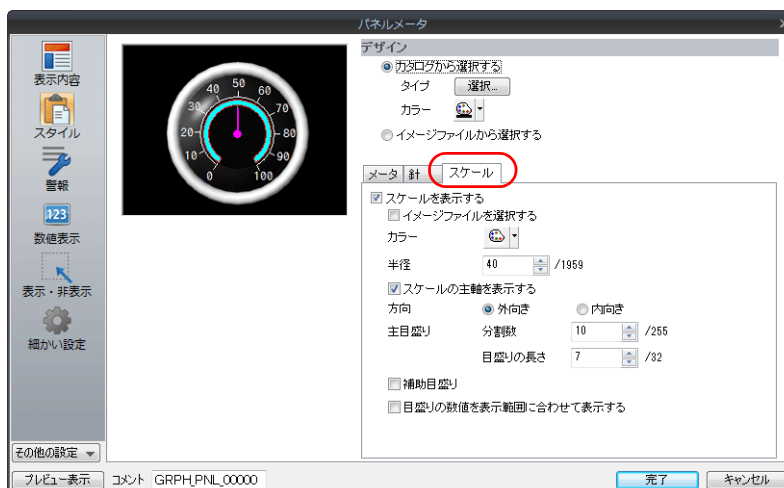 パネルメータ
表示内容
スタイル
警報
123
数値表示
表示・非表示
細かい設定
その他の設定
0 10 20 30 40 50 60 70 80 90 100
デザイン
カタログから選択する
タイプ 選択...
カラー
イメージファイルから選択する
メータ 針 スケール
スケールを表示する
イメージファイルを選択する
カラー
半径 40 /1959
スケールの主軸を表示する
方向 外向き 内向き
主目盛り 分割数 10 /255
目盛りの長さ 7 /32
補助目盛り
目盛りの数値を表示範囲に合わせて表示する
プレビュー表示 コメント GRPH_PNL_00000 完了 キャンセル